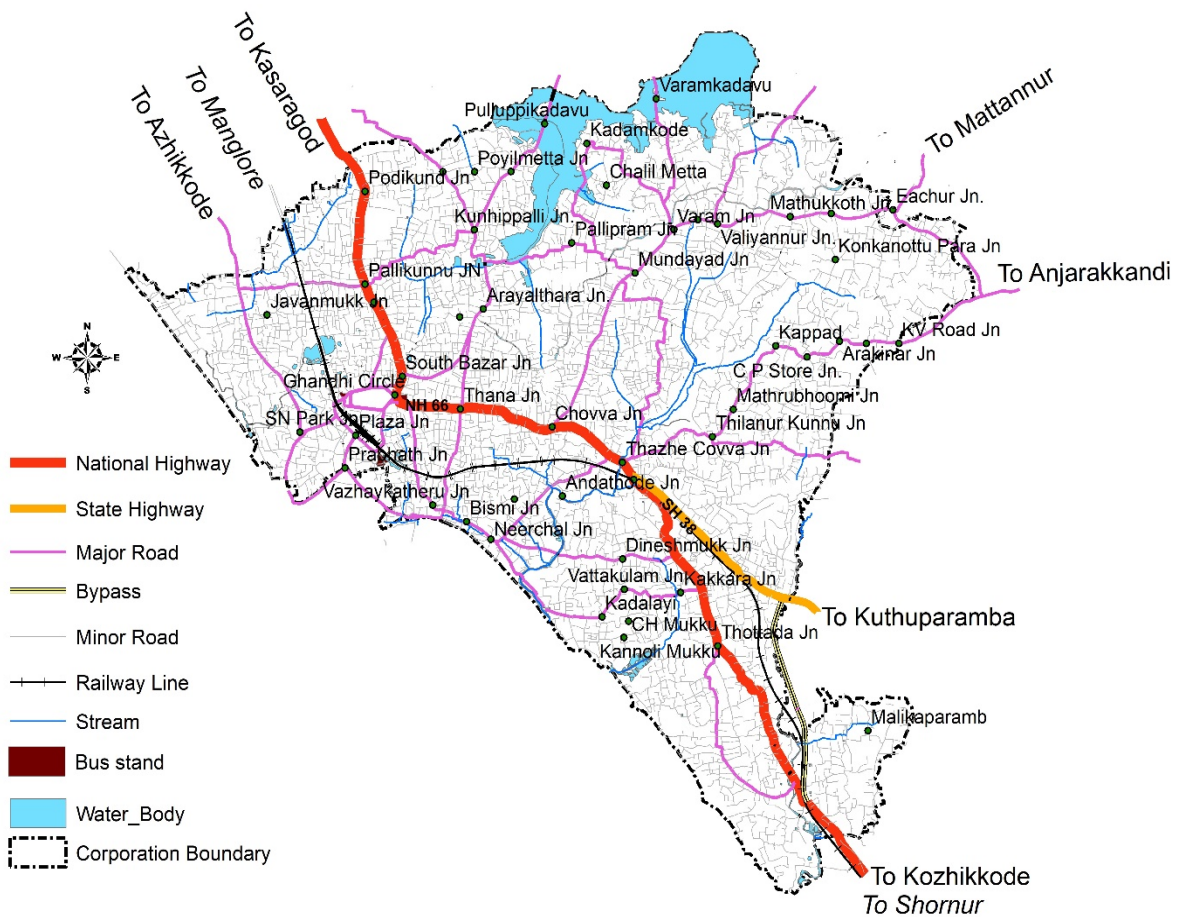 To Kasaragod
To Manglore
To Azhikkode
Varamkadavu
Pulluppikadavu
Kadamkode
To Mattannur
Poyilmetta Jn
Chalil Metta
Podikund Jn
Eachur Jn.
Mathukkoth Jn
Kunhippalli Jn.
Varam Jn
Pallipram Jn
Valiyannur Jn.
Konkanottu Para Jn
Mundayad Jn
Pallikunnu JN
To Anjarakkandi
Javanmukk Jn
Arayalthara Jn.
N
W
E
S
Kappad
KV Road Jn
Arakinar Jn
South Bazar Jn
C P Store Jn.
Ghandhi Circle
Thana Jn
Mathrubhoomi Jn
NH 66
Chovva Jn
SN Park Jn
Plaza Jn
Thilanur Kunnu Jn
Prabhath Jn
Thazhe Covva Jn
National Highway
Andathode Jn
Vazhaykatheru Jn
Bismi Jn
State Highway
SH 38
Neerchal Jn
Major Road
Dineshmukk Jn
Vattakulam Jn
Kakkara Jn
Bypass
Kadalayi
To Kuthuparamba
CH Mukku
Minor Road
Thottada Jn
Kannoli Mukku
Railway Line
Stream
Malikaparamb
Bus stand
Water_Body
Corporation Boundary
To Kozhikkode
To Shornur